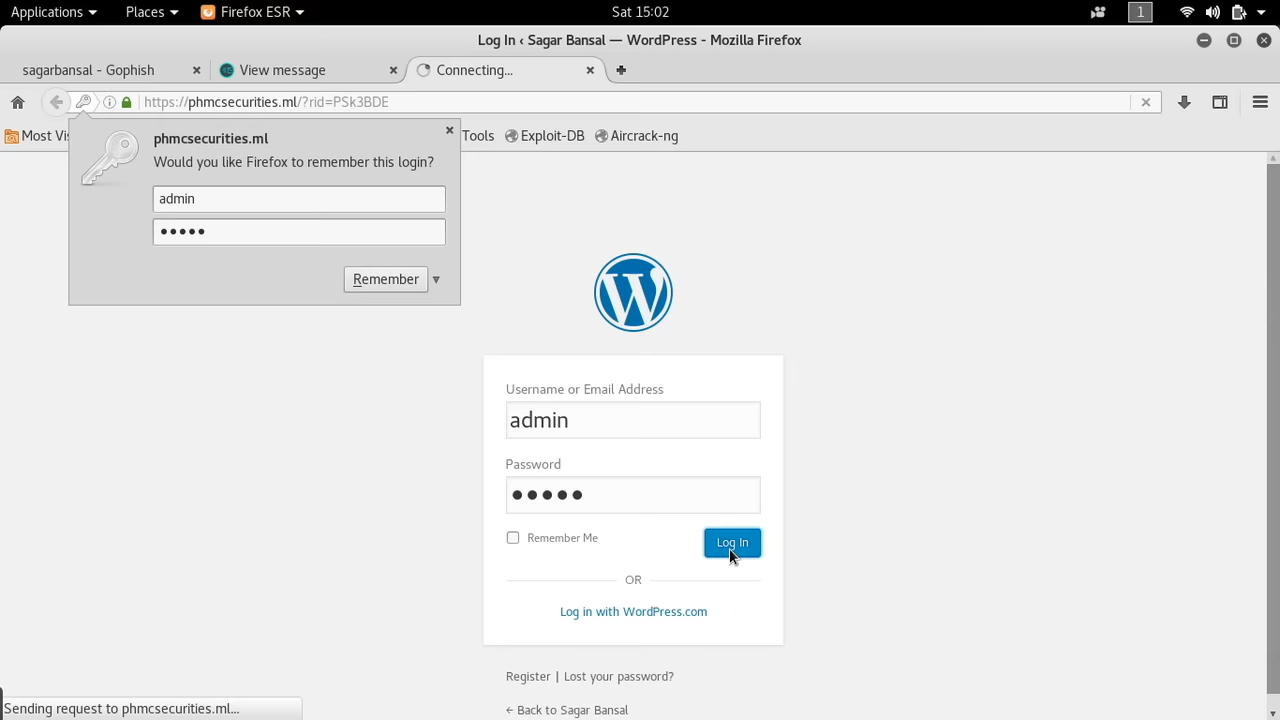 Applications Places Firefox ESR Sat 15:02 1
Log In ‹ Sagar Bansal — WordPress - Mozilla Firefox
sagarbansal - Gophish View message Connecting...
https://phmcsecurities.ml/?rid=PSk3BDE
Most Vis Tools Exploit-DB Aircrack-ng
phmcsecurities.ml
Would you like Firefox to remember this login?
admin
●●●●●
Remember
Username or Email Address
admin
Password
●●●●●
Remember Me Log In
OR
Log in with WordPress.com
Register | Lost your password?
← Back to Sagar Bansal
Sending request to phmcsecurities.ml...